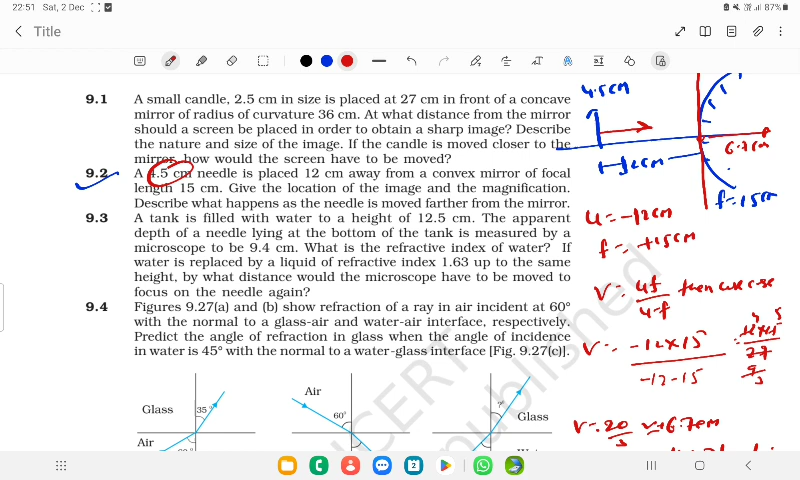 22:51 Sat, 2 Dec
87%
Title
9.1 A small candle, 2.5 cm in size is placed at 27 cm in front of a concave
mirror of radius of curvature 36 cm. At what distance from the mirror
should a screen be placed in order to obtain a sharp image? Describe
the nature and size of the image. If the candle is moved closer to the
mirror, how would the screen have to be moved?
9.2 A 4.5 cm needle is placed 12 cm away from a convex mirror of focal
length 15 cm. Give the location of the image and the magnification.
Describe what happens as the needle is moved farther from the mirror.
9.3 A tank is filled with water to a height of 12.5 cm. The apparent
depth of a needle lying at the bottom of the tank is measured by a
microscope to be 9.4 cm. What is the refractive index of water? If
water is replaced by a liquid of refractive index 1.63 up to the same
height, by what distance would the microscope have to be moved to
focus on the needle again?
9.4 Figures 9.27(a) and (b) show refraction of a ray in air incident at 60°
with the normal to a glass-air and water-air interface, respectively.
Predict the angle of refraction in glass when the angle of incidence
in water is 45° with the normal to a water-glass interface [Fig. 9.27(c)].
Glass 35°
Air
Air
60°
?
Glass
4.5cm
6.7cm
12cm
f=15cm
u=-12cm
f=+15cm
v= uf
u-f
v= -12×15
-12-15
27
9
3
v= 20
3
v=6.7cm